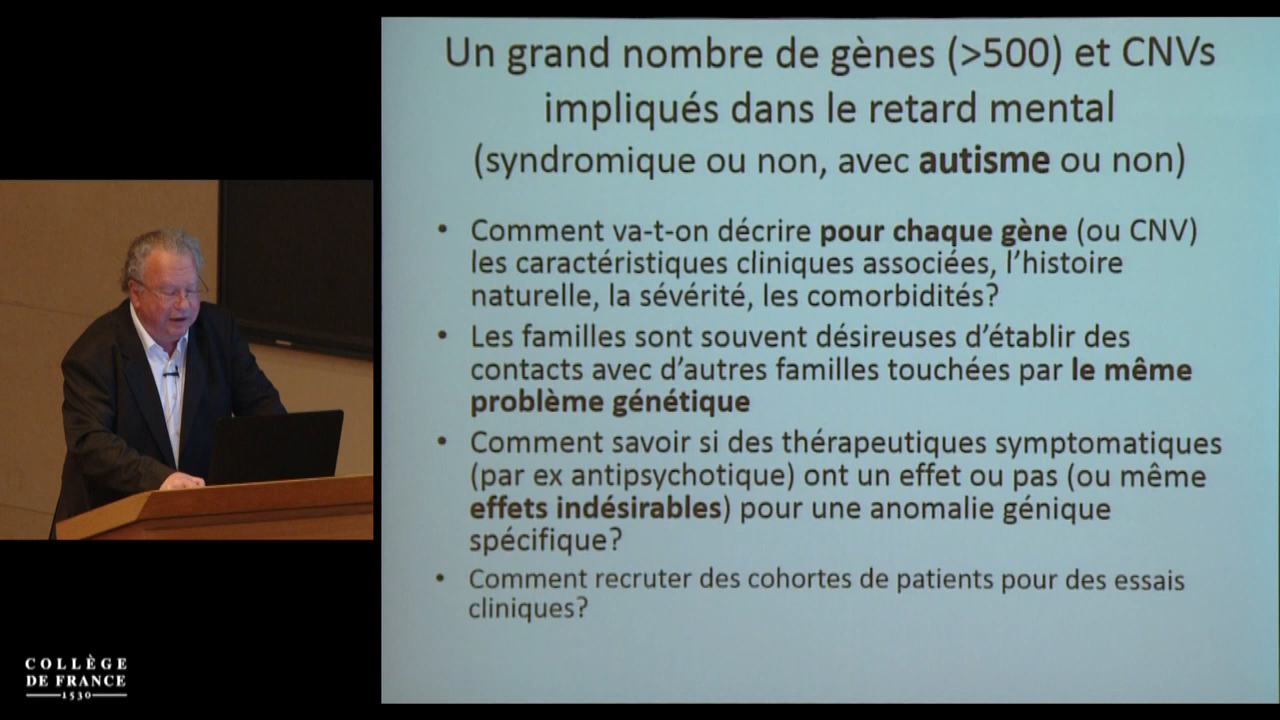 Un grand nombre de gènes (>500) et CNVs
impliqués dans le retard mental
(syndromique ou non, avec autisme ou non)
• Comment va-t-on décrire pour chaque gène (ou CNV)
les caractéristiques cliniques associées, l'histoire
naturelle, la sévérité, les comorbidités?
• Les familles sont souvent désireuses d'établir des
contacts avec d'autres familles touchées par le même
problème génétique
• Comment savoir si des thérapeutiques symptomatiques
(par ex antipsychotique) ont un effet ou pas (ou même
effets indésirables) pour une anomalie génique
spécifique?
• Comment recruter des cohortes de patients pour des essais
cliniques?
COLLÈGE
DE FRANCE
1530